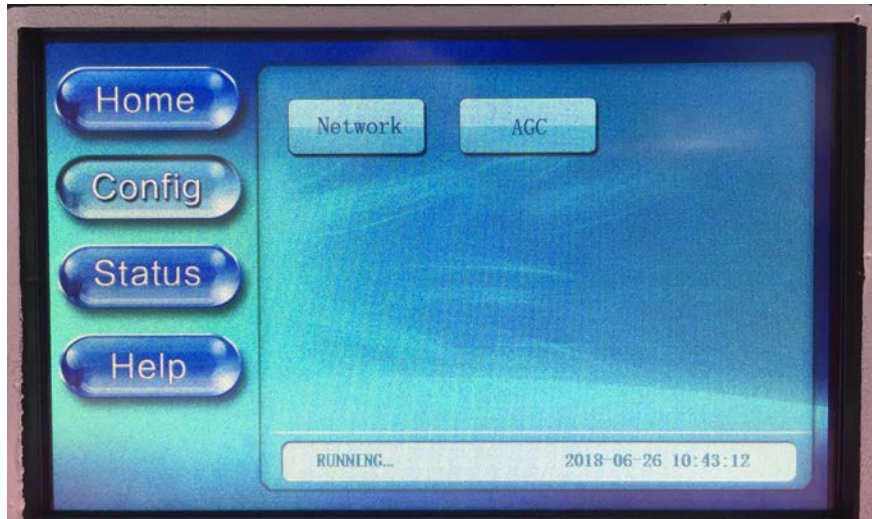 Home
Network AGC
Config
Status
Help
RUNNING... 2018-06-26 10:43:12